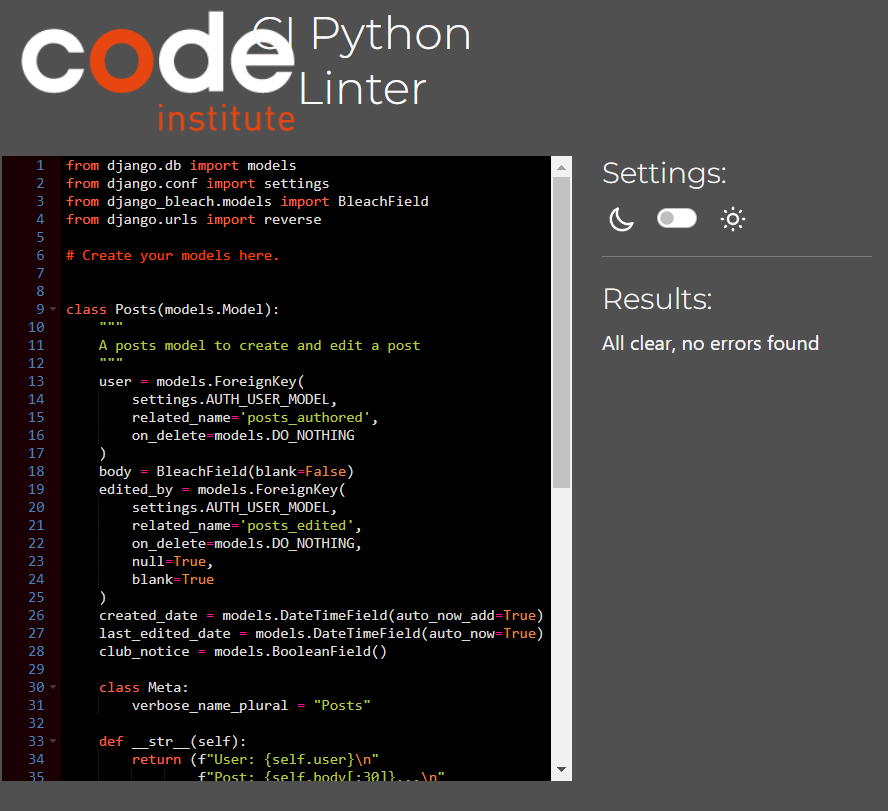 code
institute
CI Python
Linter
1 from django.db import models
2 from django.conf import settings
3 from django_bleach.models import BleachField
4 from django.urls import reverse
5
6 # Create your models here.
7
8
9 class Posts(models.Model):
10     """
11     A posts model to create and edit a post
12     """
13     user = models.ForeignKey(
14         settings.AUTH_USER_MODEL,
15         related_name='posts_authored',
16         on_delete=models.DO_NOTHING
17     )
18     body = BleachField(blank=False)
19     edited_by = models.ForeignKey(
20         settings.AUTH_USER_MODEL,
21         related_name='posts_edited',
22         on_delete=models.DO_NOTHING,
23         null=True,
24         blank=True
25     )
26     created_date = models.DateTimeField(auto_now_add=True)
27     last_edited_date = models.DateTimeField(auto_now=True)
28     club_notice = models.BooleanField()
29
30     class Meta:
31         verbose_name_plural = "Posts"
32
33     def __str__(self):
34         return (f"User: {self.user}\n"
35                 f"Post: {self.body[:30]}...\n"
Settings:
Results:
All clear, no errors found